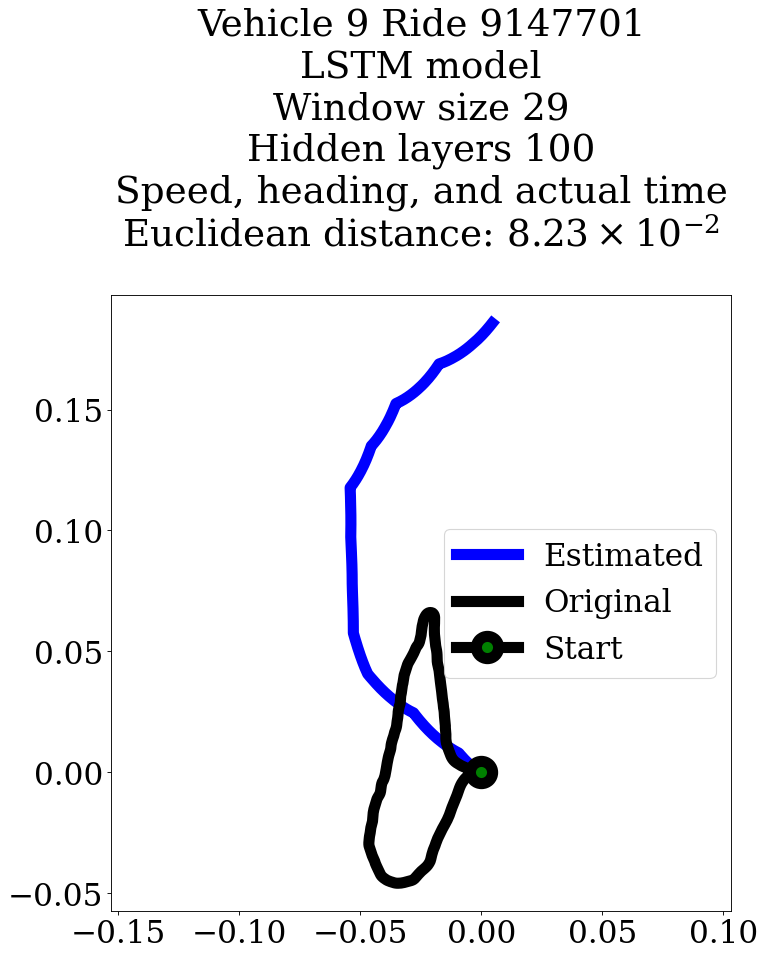 Vehicle 9 Ride 9147701
LSTM model
Window size 29
Hidden layers 100
Speed, heading, and actual time
Euclidean distance: 8.23 × 10⁻²
0.15
0.10
0.05
0.00
−0.05
Estimated
Original
Start
−0.15 −0.10 −0.05 0.00 0.05 0.10